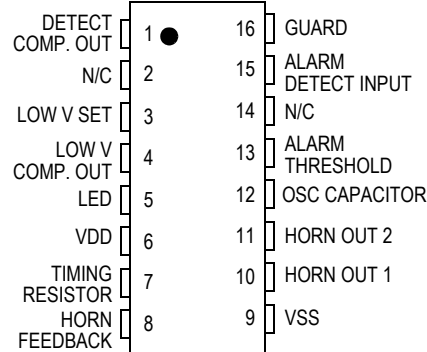 DETECT
COMP. OUT
1
N/C
2
LOW V SET
3
LOW V
COMP. OUT
4
LED
5
VDD
6
TIMING
RESISTOR
7
HORN
FEEDBACK
8
16
GUARD
15
ALARM
DETECT INPUT
14
N/C
13
ALARM
THRESHOLD
12
OSC CAPACITOR
11
HORN OUT 2
10
HORN OUT 1
9
VSS